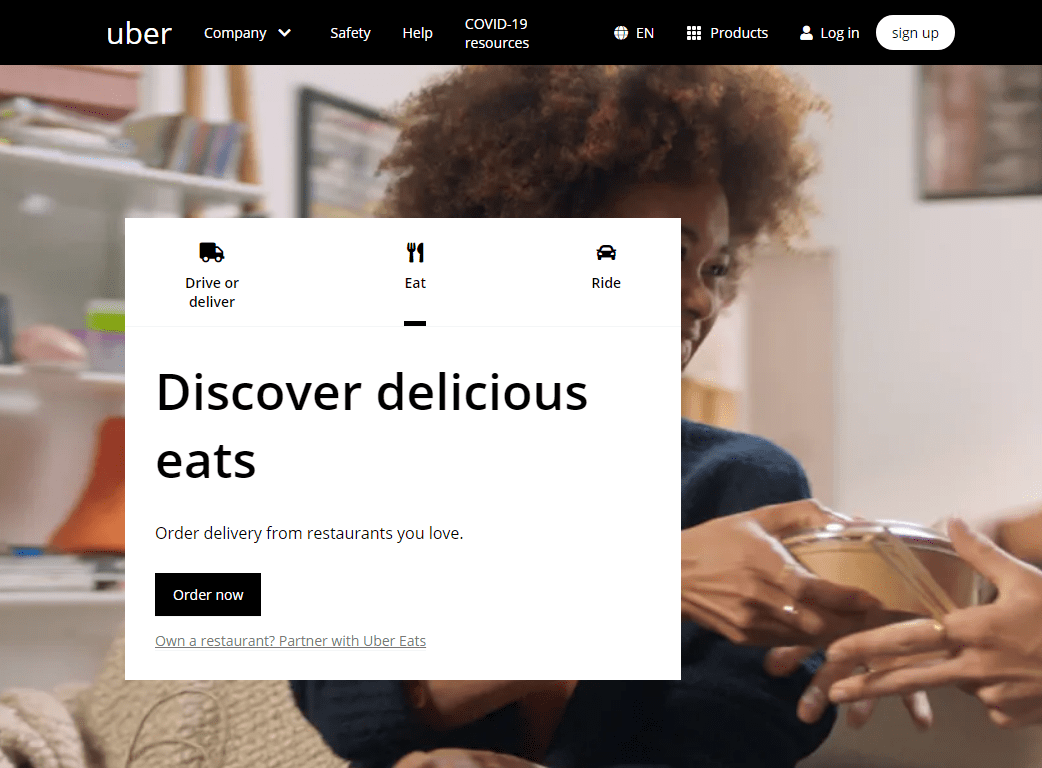 uber
Company
Safety
Help
COVID-19
resources
EN
Products
Log in
sign up
Drive or
deliver
Eat
Ride
Discover delicious
eats
Order delivery from restaurants you love.
Order now
Own a restaurant? Partner with Uber Eats